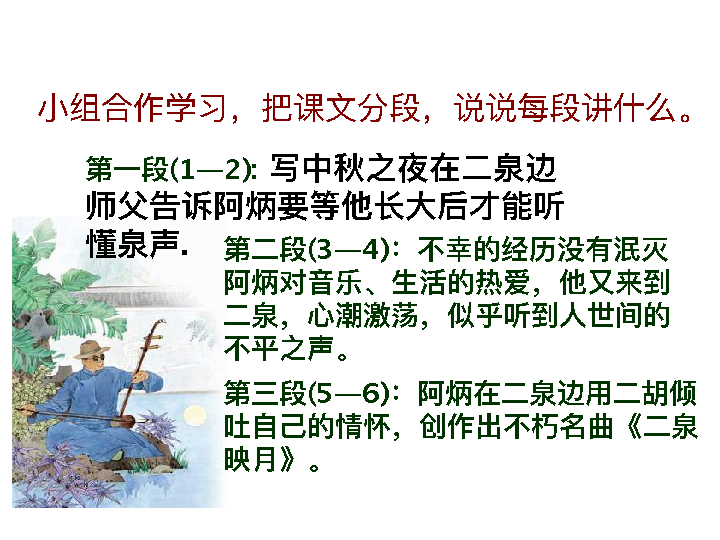 小组合作学习，把课文分段，说说每段讲什么。
第一段(1—2): 写中秋之夜在二泉边
师父告诉阿炳要等他长大后才能听
懂泉声.
第二段(3—4)：不幸的经历没有泯灭
阿炳对音乐、生活的热爱，他又来到
二泉，心潮激荡，似乎听到人世间的
不平之声。
第三段(5—6)：阿炳在二泉边用二胡倾
吐自己的情怀，创作出不朽名曲《二泉
映月》。